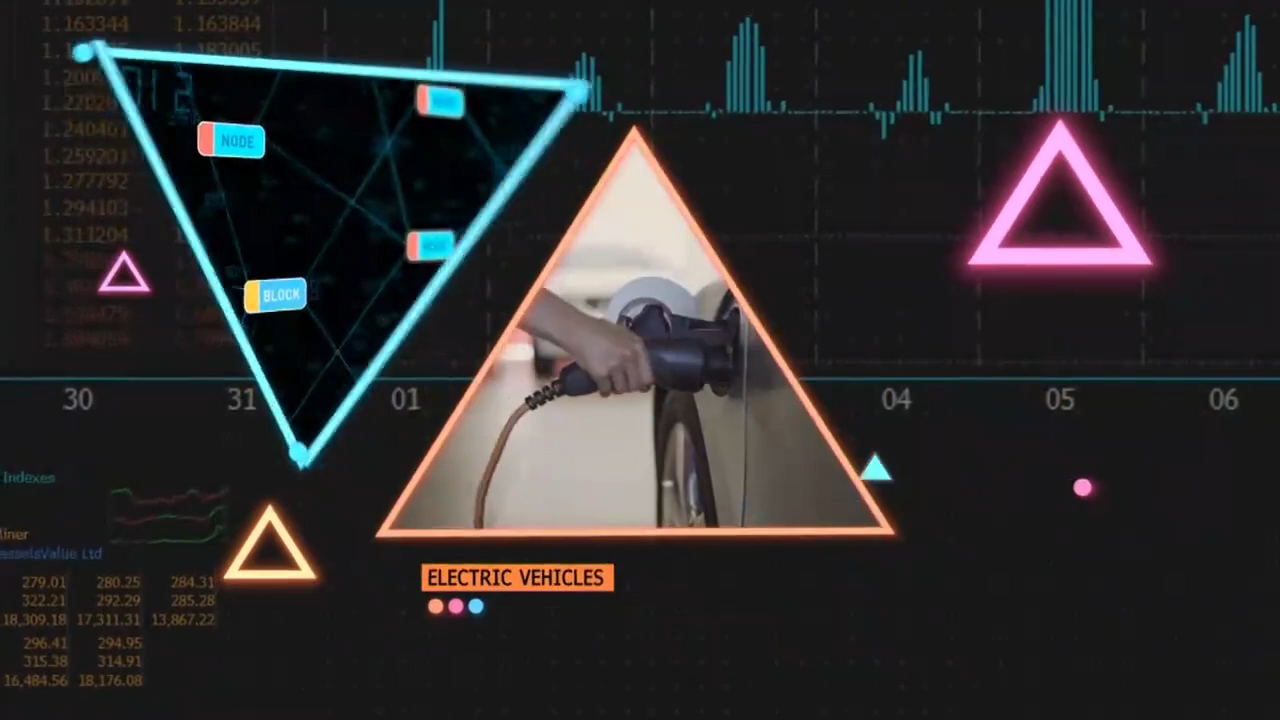 1.163344 1.163844
1.183005
1.240401
1.259201
1.277792
1.294103
1.311204
NODE
BLOCK
30 31 01 04 05 06
Indexes
esselsValue Ltd
279.01 280.25 284.31
322.21 292.29 285.28
18,309.18 17,311.31 13,867.22
296.41 294.95
315.38 314.91
16,484.56 18,176.08
ELECTRIC VEHICLES